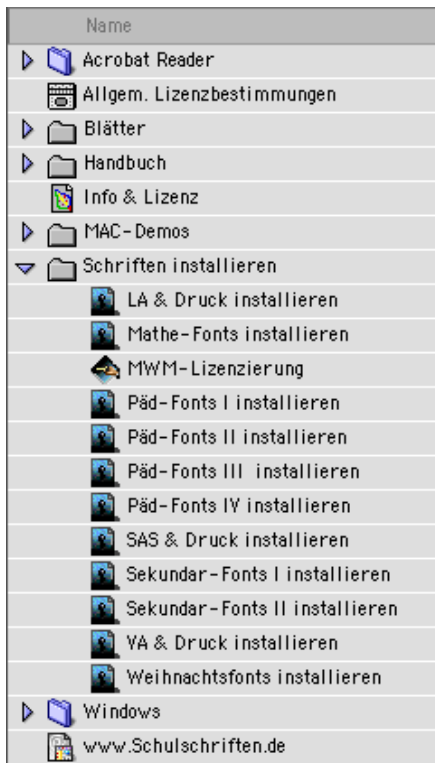 Name
Acrobat Reader
Allgem. Lizenzbestimmungen
Blätter
Handbuch
Info & Lizenz
MAC-Demos
Schriften installieren
LA & Druck installieren
Mathe-Fonts installieren
MWM-Lizenzierung
Päd-Fonts I installieren
Päd-Fonts II installieren
Päd-Fonts III installieren
Päd-Fonts IV installieren
SAS & Druck installieren
Sekundar-Fonts I installieren
Sekundar-Fonts II installieren
VA & Druck installieren
Weihnachtsfonts installieren
Windows
www.Schulschriften.de